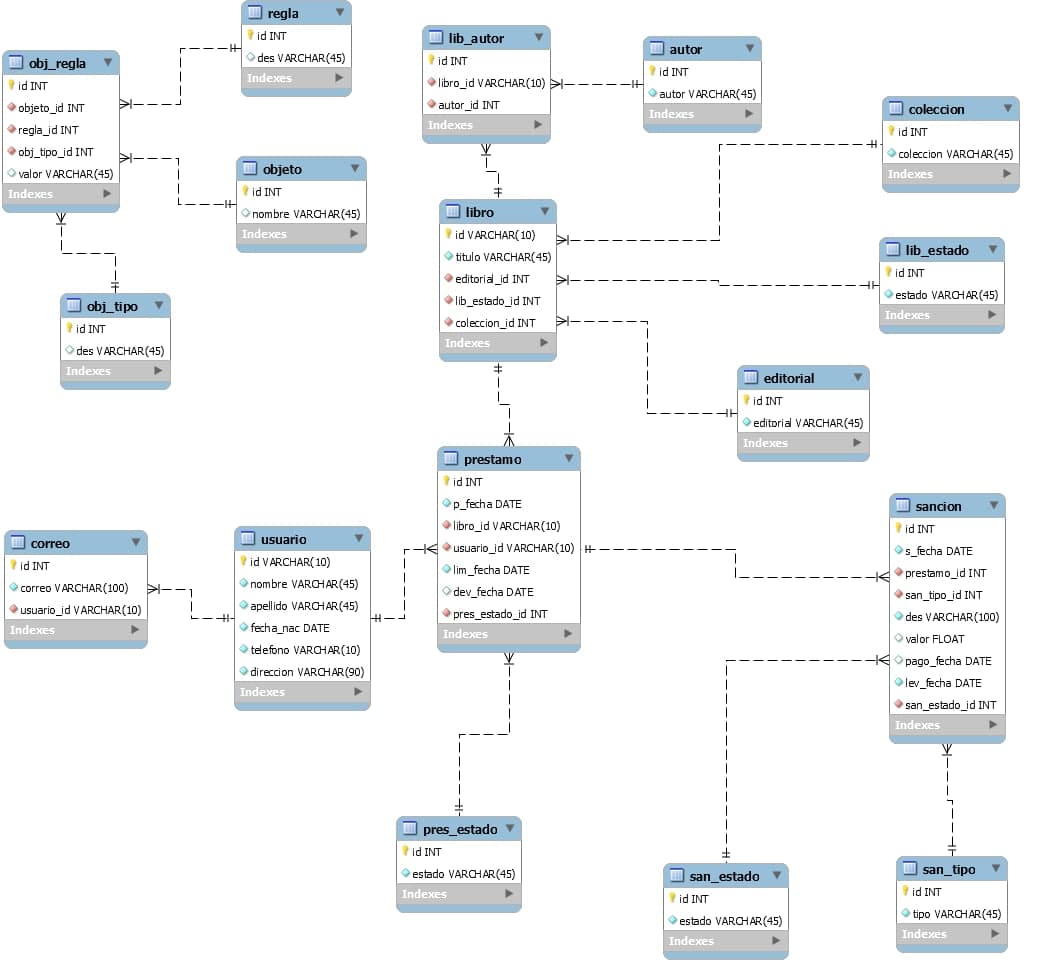 regla
id INT
des VARCHAR(45)
Indexes
obj_regla
id INT
objeto_id INT
regla_id INT
obj_tipo_id INT
valor VARCHAR(45)
Indexes
objeto
id INT
nombre VARCHAR(45)
Indexes
obj_tipo
id INT
des VARCHAR(45)
Indexes
lib_autor
id INT
libro_id VARCHAR(10)
autor_id INT
Indexes
autor
id INT
autor VARCHAR(45)
Indexes
coleccion
id INT
coleccion VARCHAR(45)
Indexes
libro
id VARCHAR(10)
titulo VARCHAR(45)
editorial_id INT
lib_estado_id INT
coleccion_id INT
Indexes
lib_estado
id INT
estado VARCHAR(45)
Indexes
editorial
id INT
editorial VARCHAR(45)
Indexes
prestamo
id INT
p_fecha DATE
libro_id VARCHAR(10)
usuario_id VARCHAR(10)
lim_fecha DATE
dev_fecha DATE
pres_estado_id INT
Indexes
correo
id INT
correo VARCHAR(100)
usuario_id VARCHAR(10)
Indexes
usuario
id VARCHAR(10)
nombre VARCHAR(45)
apellido VARCHAR(45)
fecha_nac DATE
telefono VARCHAR(10)
direccion VARCHAR(90)
Indexes
sancion
id INT
s_fecha DATE
prestamo_id INT
san_tipo_id INT
des VARCHAR(100)
valor FLOAT
pago_fecha DATE
lev_fecha DATE
san_estado_id INT
Indexes
pres_estado
id INT
estado VARCHAR(45)
Indexes
san_estado
id INT
estado VARCHAR(45)
Indexes
san_tipo
id INT
tipo VARCHAR(45)
Indexes